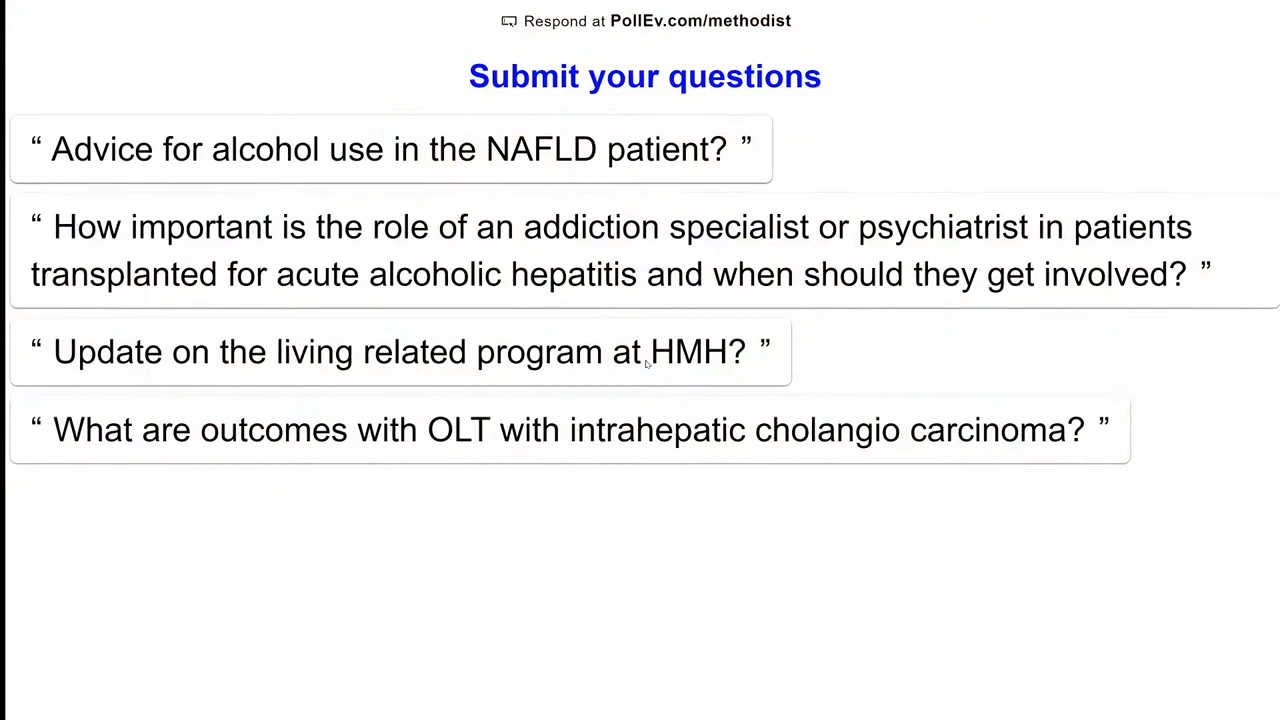 Respond at PollEv.com/methodist
Submit your questions
“ Advice for alcohol use in the NAFLD patient? ”
“ How important is the role of an addiction specialist or psychiatrist in patients
transplanted for acute alcoholic hepatitis and when should they get involved? ”
“ Update on the living related program at HMH? ”
“ What are outcomes with OLT with intrahepatic cholangio carcinoma? ”